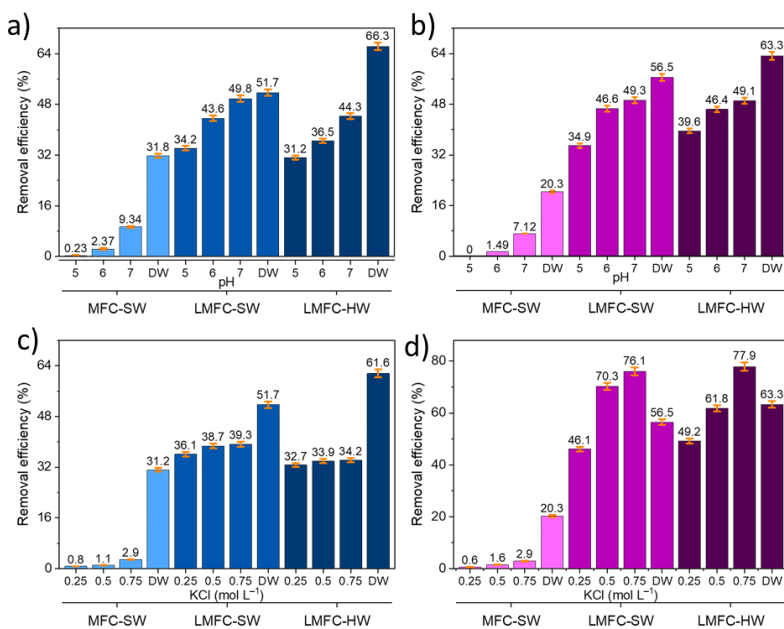 a)
Removal efficiency (%)
64
48
32
16
0
0.23 2.37 9.34 31.8 34.2 43.6 49.8 51.7 31.2 36.5 44.3 66.3
5 6 7 DW 5 6 7 DW 5 6 7 DW
pH
MFC-SW LMFC-SW LMFC-HW
b)
Removal efficiency (%)
64
48
32
16
0
0 1.49 7.12 20.3 34.9 46.6 49.3 56.5 39.6 46.4 49.1 63.3
5 6 7 DW 5 6 7 DW 5 6 7 DW
pH
MFC-SW LMFC-SW LMFC-HW
c)
Removal efficiency (%)
64
48
32
16
0
0.8 1.1 2.9 31.2 36.1 38.7 39.3 51.7 32.7 33.9 34.2 61.6
0.25 0.5 0.75 DW 0.25 0.5 0.75 DW 0.25 0.5 0.75 DW
KCl (mol L⁻¹)
MFC-SW LMFC-SW LMFC-HW
d)
Removal efficiency (%)
80
60
40
20
0
0.6 1.6 2.9 20.3 46.1 70.3 76.1 56.5 49.2 61.8 77.9 63.3
0.25 0.5 0.75 DW 0.25 0.5 0.75 DW 0.25 0.5 0.75 DW
KCl (mol L⁻¹)
MFC-SW LMFC-SW LMFC-HW